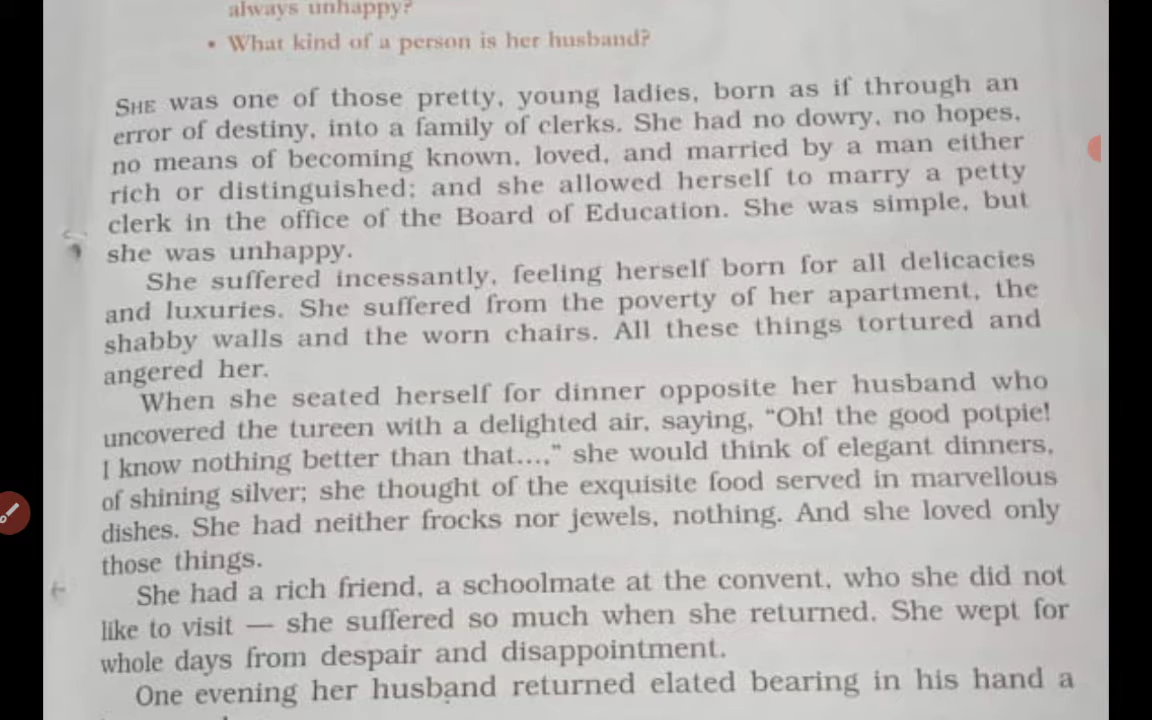 always unhappy?
• What kind of a person is her husband?
SHE was one of those pretty, young ladies, born as if through an
error of destiny, into a family of clerks. She had no dowry, no hopes,
no means of becoming known, loved, and married by a man either
rich or distinguished; and she allowed herself to marry a petty
clerk in the office of the Board of Education. She was simple, but
she was unhappy.
She suffered incessantly, feeling herself born for all delicacies
and luxuries. She suffered from the poverty of her apartment, the
shabby walls and the worn chairs. All these things tortured and
angered her.
When she seated herself for dinner opposite her husband who
uncovered the tureen with a delighted air, saying, “Oh! the good potpie!
I know nothing better than that...,” she would think of elegant dinners,
of shining silver; she thought of the exquisite food served in marvellous
dishes. She had neither frocks nor jewels, nothing. And she loved only
those things.
She had a rich friend, a schoolmate at the convent, who she did not
like to visit — she suffered so much when she returned. She wept for
whole days from despair and disappointment.
One evening her husband returned elated bearing in his hand a